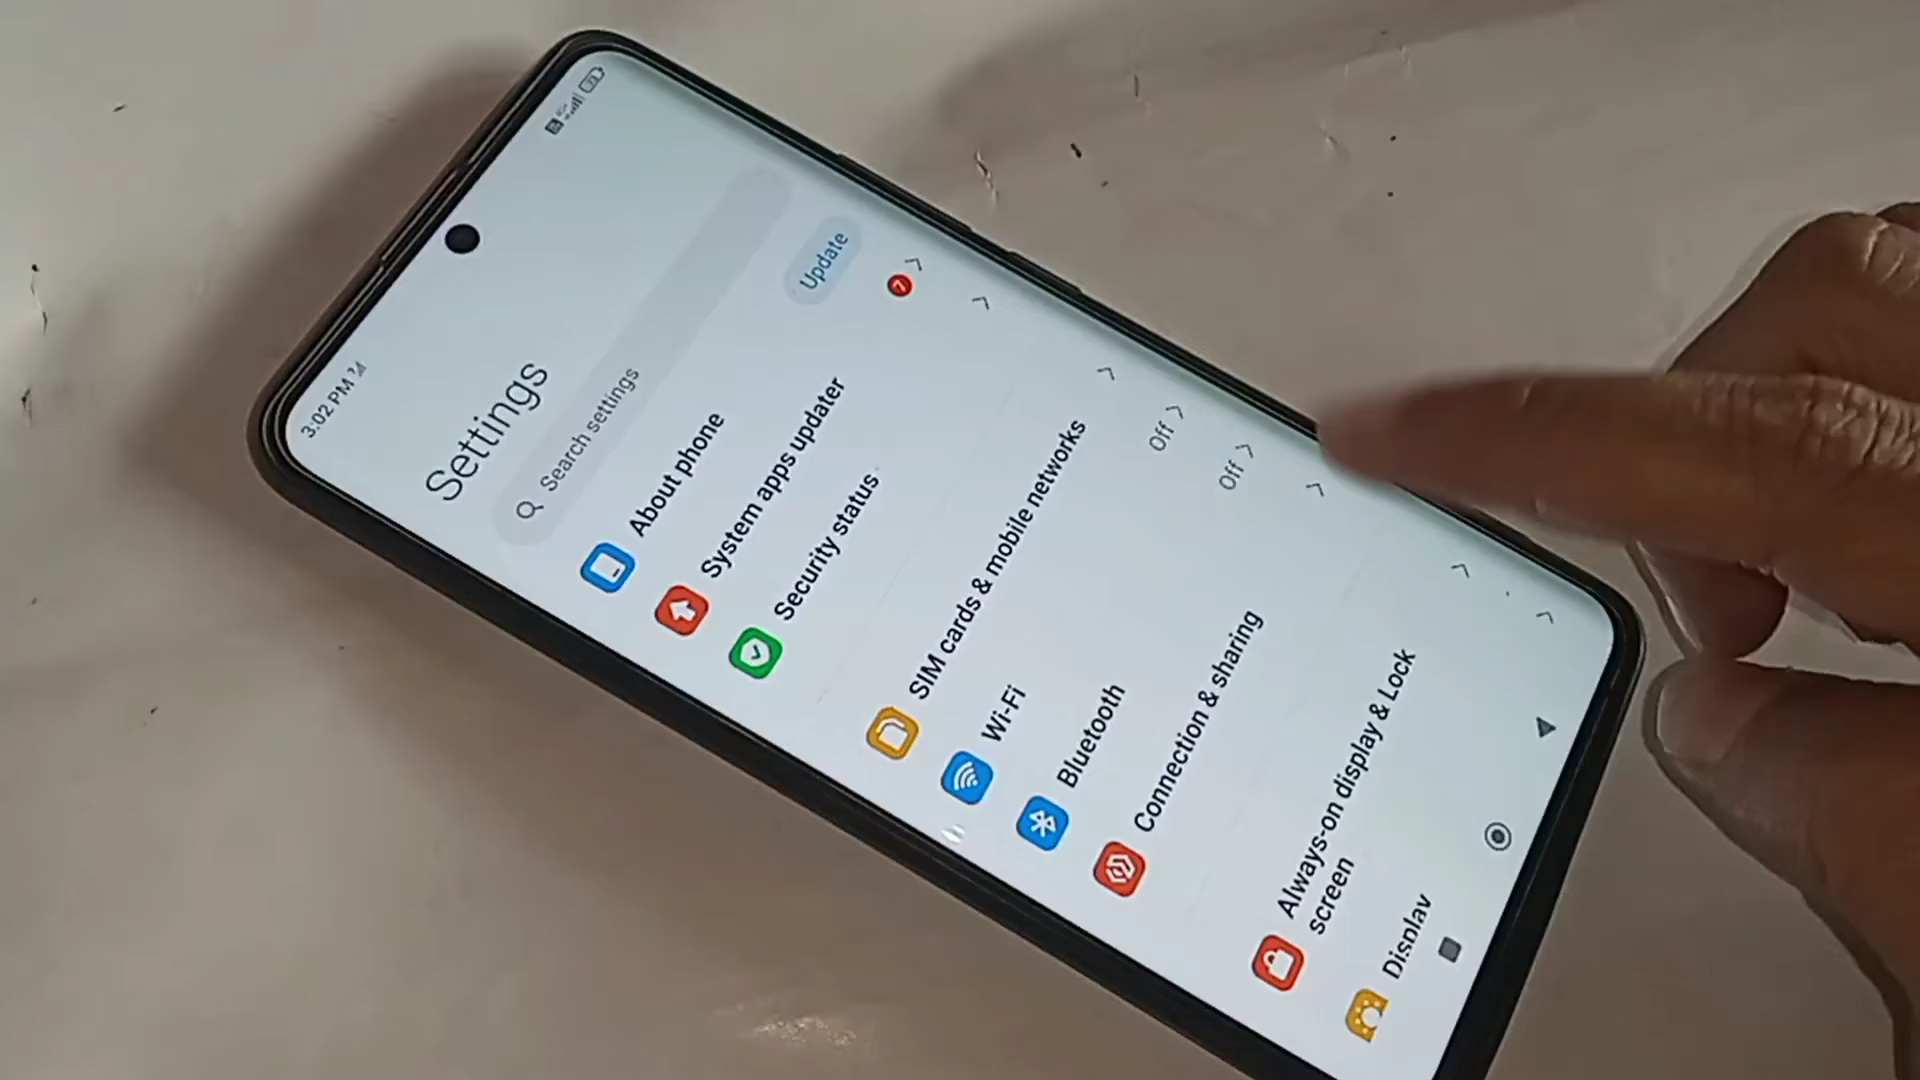 3:02 PM
Settings
Search settings
About phone
Update
System apps updater
7
Security status
SIM cards & mobile networks
Wi-Fi
Off
Bluetooth
Off
Connection & sharing
Always-on display & Lock
screen
Display